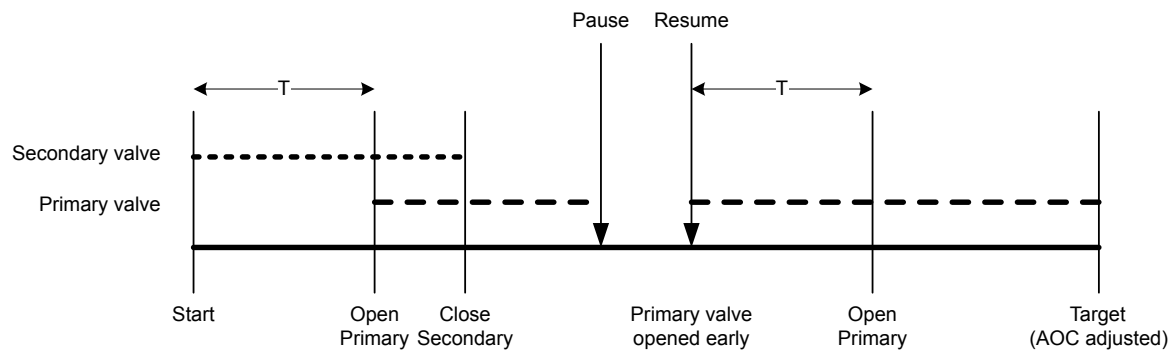 Pause
Resume
T
T
Secondary valve
Primary valve
Start
Open
Primary
Close
Secondary
Primary valve
opened early
Open
Primary
Target
(AOC adjusted)